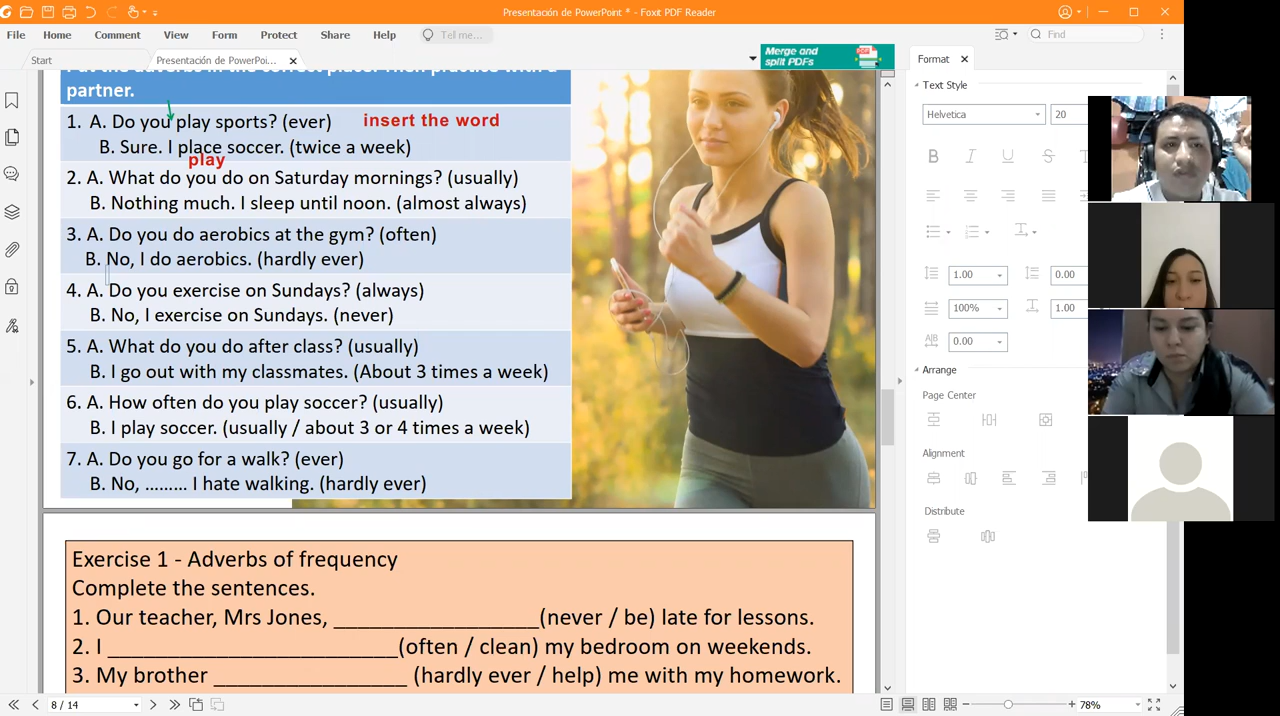 Presentación de PowerPoint * - Foxit PDF Reader
File Home Comment View Form Protect Share Help Tell me... Find
Start Presentación de PowerPoi... Merge and split PDFs Format
partner.
1. A. Do you play sports? (ever) insert the word
B. Sure. I place soccer. (twice a week)
play
2. A. What do you do on Saturday mornings? (usually)
B. Nothing much I sleep until noon. (almost always)
3. A. Do you do aerobics at the gym? (often)
B. No, I do aerobics. (hardly ever)
4. A. Do you exercise on Sundays? (always)
B. No, I exercise on Sundays. (never)
5. A. What do you do after class? (usually)
B. I go out with my classmates. (About 3 times a week)
6. A. How often do you play soccer? (usually)
B. I play soccer. (usually / about 3 or 4 times a week)
7. A. Do you go for a walk? (ever)
B. No, ……… I hate walking. (hardly ever)
Exercise 1 - Adverbs of frequency
Complete the sentences.
1. Our teacher, Mrs Jones, _________________(never / be) late for lessons.
2. I ________________________(often / clean) my bedroom on weekends.
3. My brother ________________ (hardly ever / help) me with my homework.
Text Style
Helvetica 20
B I U S T
1.00 0.00
100% 1.00
0.00
Arrange
Page Center
Alignment
Distribute
8 / 14 78%